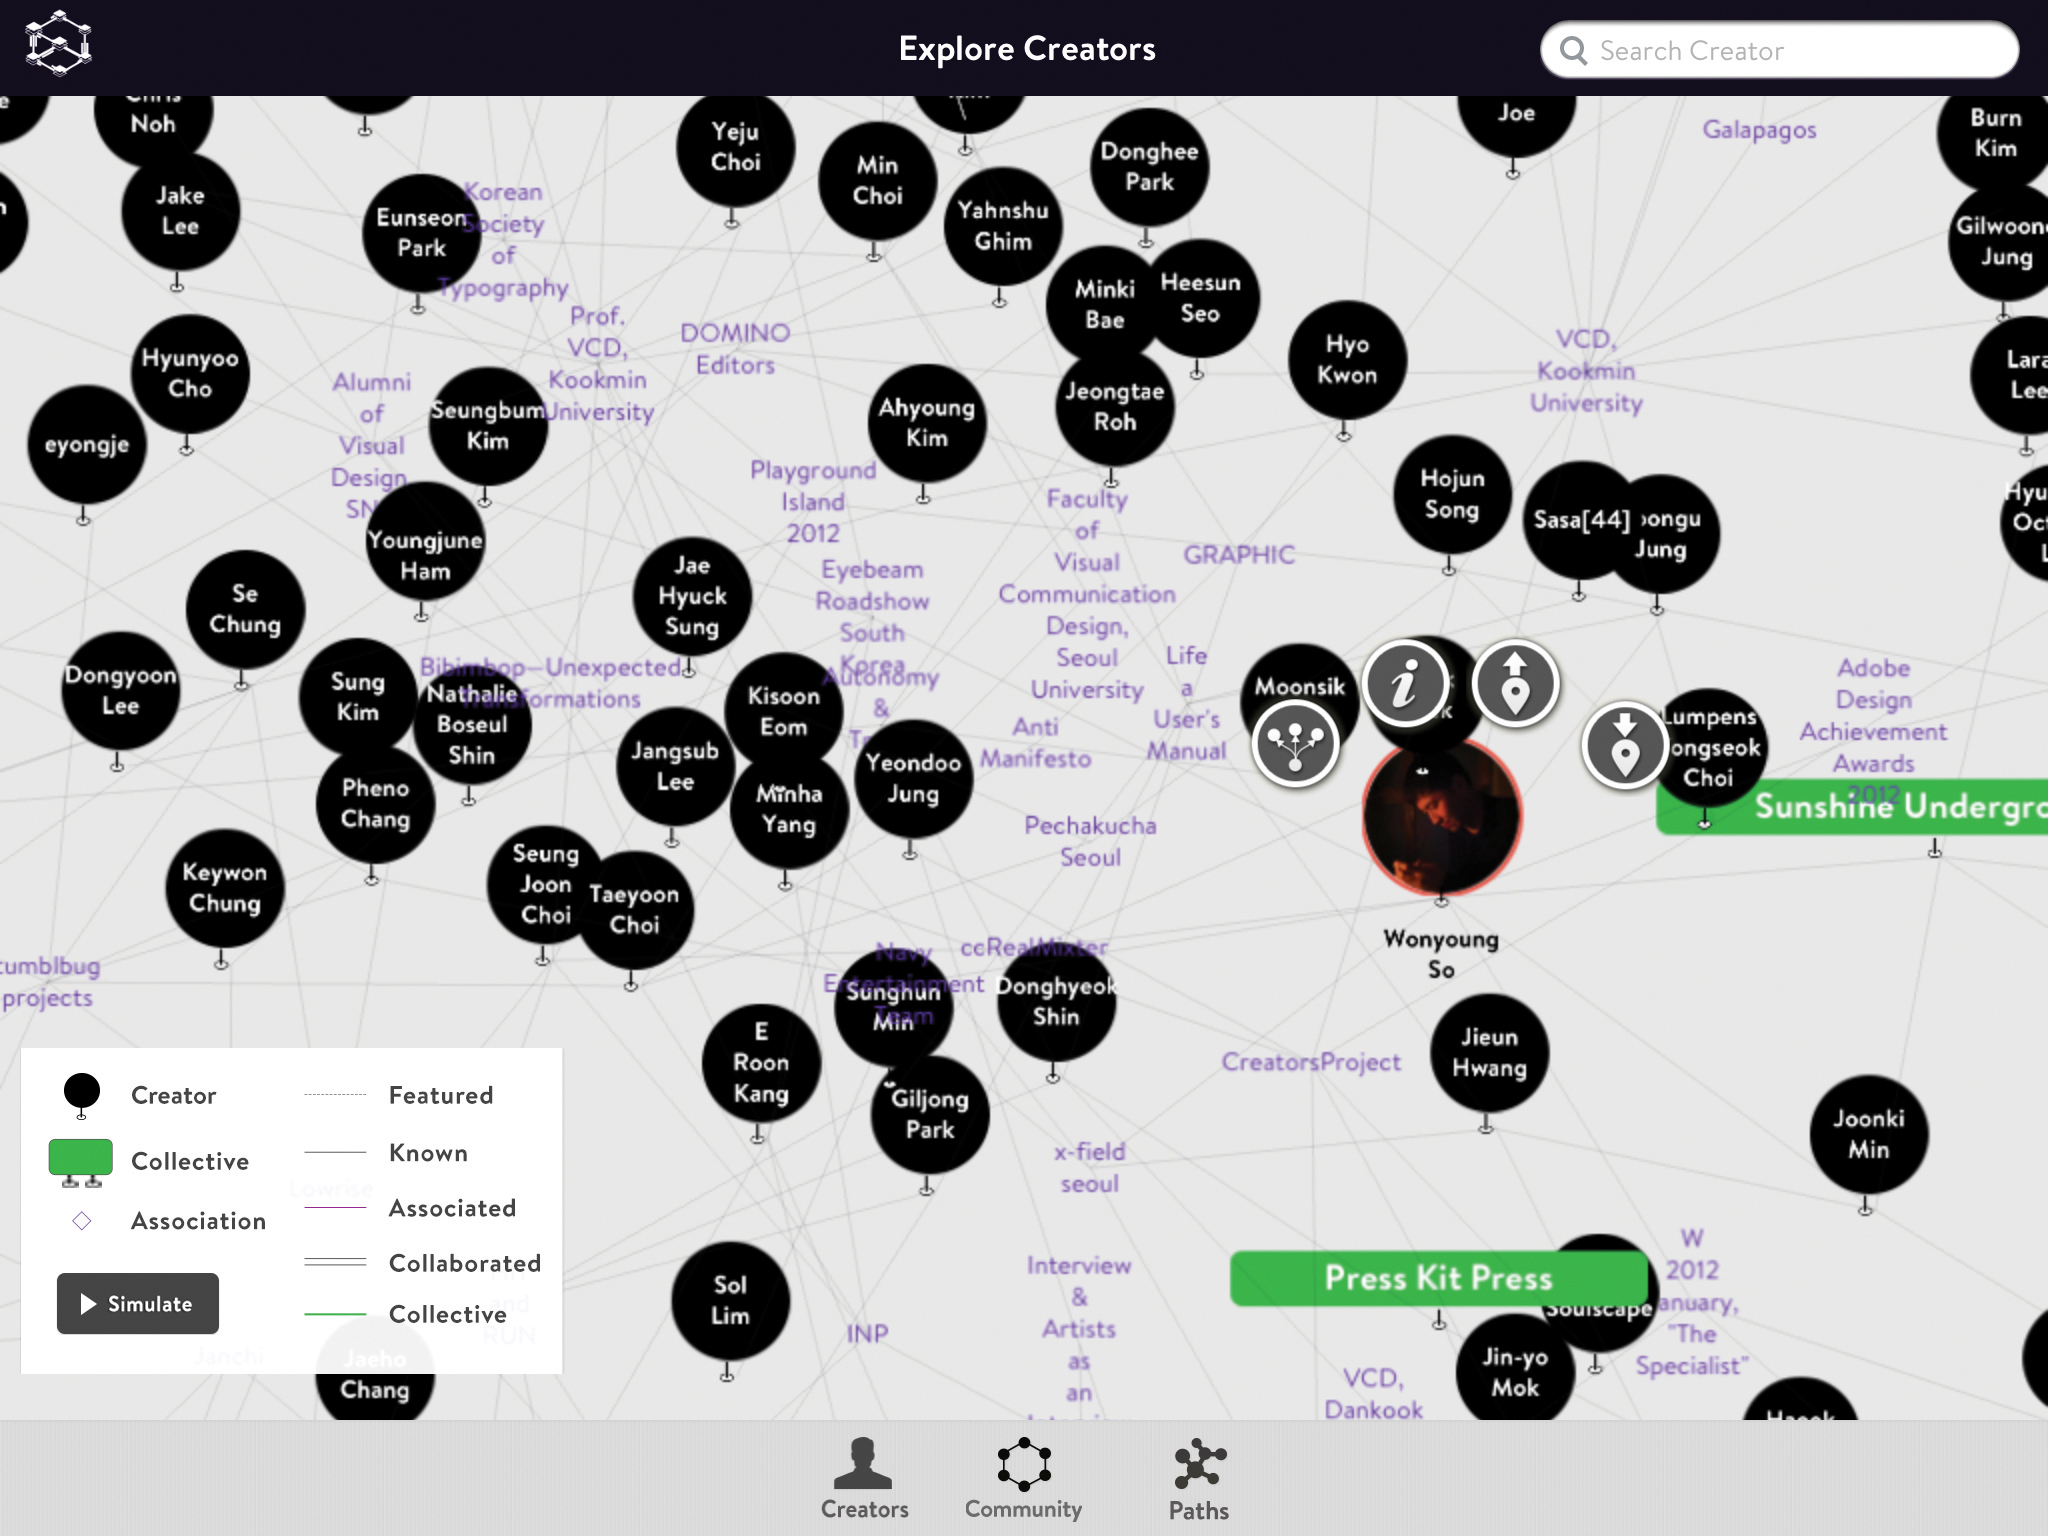 Explore Creators
Search Creator
Noh
Yeju
Choi
Min
Choi
Donghee
Park
Joe
Galapagos
Burn
Kim
Jake
Lee
Eunseon
Park
Korean
Society
of
Typography
Yahnshu
Ghim
Minki
Bae
Heesun
Seo
Jung
Prof.
VCD,
Kookmin
University
DOMINO
Editors
Hyunyoo
Cho
eyongje
Alumni
of
Visual
Design
Seungbum
Kim
Ahyoung
Kim
Jeongtae
Roh
Hyo
Kwon
VCD,
Kookmin
University
Lara
Lee
Playground
Island
2012
Hojun
Song
Sasa[44]
Jung
Youngjune
Ham
Faculty
of
Visual
Communication
Design,
Seoul
University
GRAPHIC
Se
Chung
Jae
Hyuck
Sung
Eyebeam
Roadshow
South
Korea
Autonomy
&
Dongyoon
Lee
Sung
Kim
Bibimbop—Unexpected
Transformations
Nathalie
Boseul
Shin
Kisoon
Eom
Life
a
User's
Manual
Moonsik
Lumpens
Choi
Adobe
Design
Achievement
Awards
2012
Anti
Manifesto
Pheno
Chang
Jangsub
Lee
Minha
Yang
Yeondoo
Jung
Sunshine
Pechakucha
Seoul
Keywon
Chung
Seung
Joon
Choi
Taeyoon
Choi
Wonyoung
So
tumblbug
projects
Navy
Entertainment
Team
ccRealMixter
Sunghun
Min
Donghyeok
Shin
E
Roon
Kang
Giljong
Park
CreatorsProject
Jieun
Hwang
Joonki
Min
x-field
seoul
Creator
Collective
Association
Simulate
Featured
Known
Associated
Collaborated
Collective
Lowrise
and
RUN
Janchi
Jaeho
Chang
Sol
Lim
INP
Interview
&
Artists
as
an
Press Kit Press
Soulscape
Jin-yo
Mok
W
2012
"The
Specialist"
VCD,
Dankook
Creators
Community
Paths